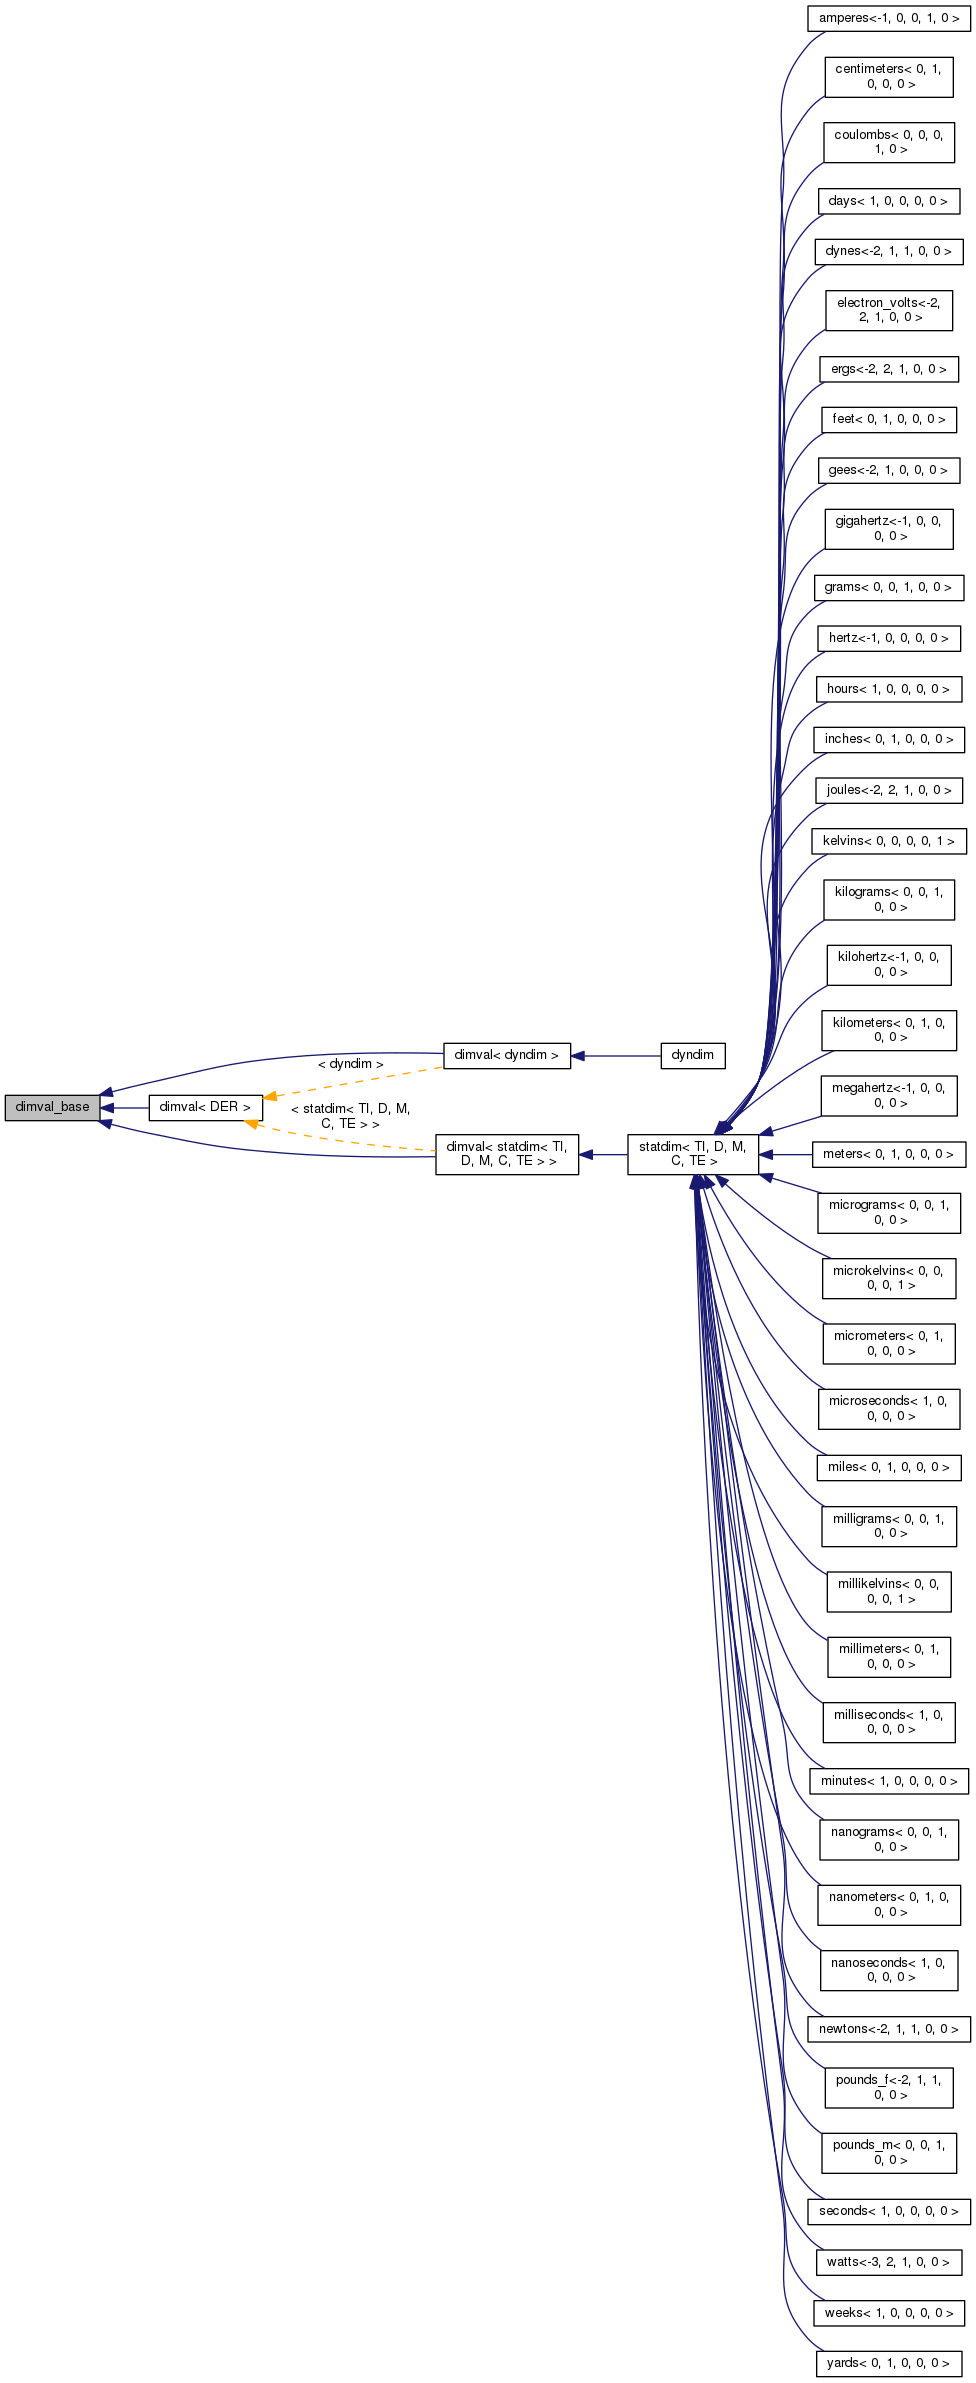 amperes<-1, 0, 0, 1, 0 >
centimeters< 0, 1,
0, 0, 0 >
coulombs< 0, 0, 0,
1, 0 >
days< 1, 0, 0, 0, 0 >
dynes<-2, 1, 1, 0, 0 >
electron_volts<-2,
2, 1, 0, 0 >
ergs<-2, 2, 1, 0, 0 >
feet< 0, 1, 0, 0, 0 >
gees<-2, 1, 0, 0, 0 >
gigahertz<-1, 0, 0,
0, 0 >
grams< 0, 0, 1, 0, 0 >
hertz<-1, 0, 0, 0, 0 >
hours< 1, 0, 0, 0, 0 >
inches< 0, 1, 0, 0, 0 >
joules<-2, 2, 1, 0, 0 >
kelvins< 0, 0, 0, 0, 1 >
kilograms< 0, 0, 1,
0, 0 >
kilohertz<-1, 0, 0,
0, 0 >
kilometers< 0, 1, 0,
0, 0 >
dimval< dyndim >
dyndim
< dyndim >
megahertz<-1, 0, 0,
0, 0 >
dimval_base
dimval< DER >
< statdim< TI, D, M,
C, TE > >
dimval< statdim< TI,
D, M, C, TE > >
statdim< TI, D, M,
C, TE >
meters< 0, 1, 0, 0, 0 >
micrograms< 0, 0, 1,
0, 0 >
microkelvins< 0, 0,
0, 0, 1 >
micrometers< 0, 1,
0, 0, 0 >
microseconds< 1, 0,
0, 0, 0 >
miles< 0, 1, 0, 0, 0 >
milligrams< 0, 0, 1,
0, 0 >
millikelvins< 0, 0,
0, 0, 1 >
millimeters< 0, 1,
0, 0, 0 >
milliseconds< 1, 0,
0, 0, 0 >
minutes< 1, 0, 0, 0, 0 >
nanograms< 0, 0, 1,
0, 0 >
nanometers< 0, 1, 0,
0, 0 >
nanoseconds< 1, 0,
0, 0, 0 >
newtons<-2, 1, 1, 0, 0 >
pounds_f<-2, 1, 1,
0, 0 >
pounds_m< 0, 0, 1,
0, 0 >
seconds< 1, 0, 0, 0, 0 >
watts<-3, 2, 1, 0, 0 >
weeks< 1, 0, 0, 0, 0 >
yards< 0, 1, 0, 0, 0 >